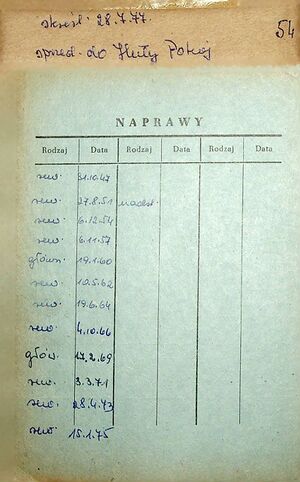 skreśl. 28.7.77.
sprzed. do Huty Pokój
54
NAPRAWY
Rodzaj Data Rodzaj Data Rodzaj Data
rew. 31.10.47
rew. 27.8.51
rew. 6.12.54
rew. 6.11.57
główn. 19.1.60
rew. 10.5.62
rew. 19.6.64
rew. 4.10.66
głów. 17.2.69
rew. 3.3.71
rew. 28.4.73
rew. 15.1.75